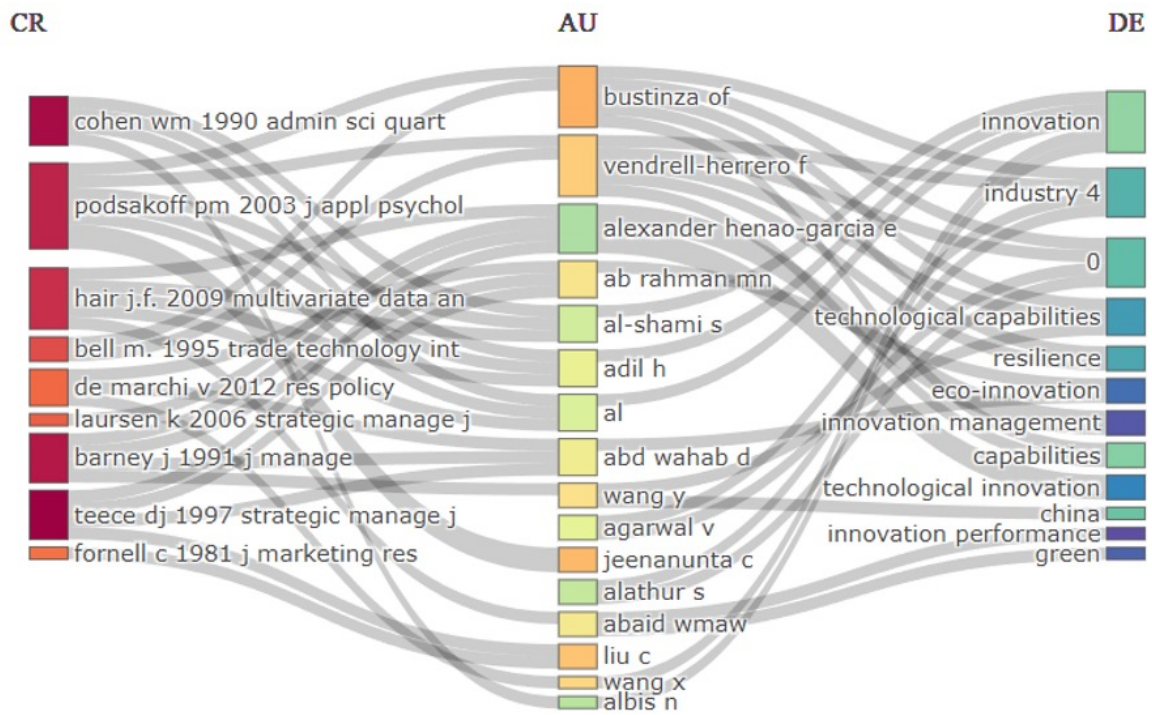 CR
AU
DE
cohen wm 1990 admin sci quart
podsakoff pm 2003 j appl psychol
hair j.f. 2009 multivariate data an
bell m. 1995 trade technology int
de marchi v 2012 res policy
laursen k 2006 strategic manage j
barney j 1991 j manage
teece dj 1997 strategic manage j
fornell c 1981 j marketing res
bustinza of
vendrell-herrero f
alexander henao-garcia e
ab rahman mn
al-shami s
adil h
al
abd wahab d
wang y
agarwal v
jeenanunta c
alathur s
abaid wmaw
liu c
wang x
albis n
innovation
industry 4
0
technological capabilities
resilience
eco-innovation
innovation management
capabilities
technological innovation
china
innovation performance
green